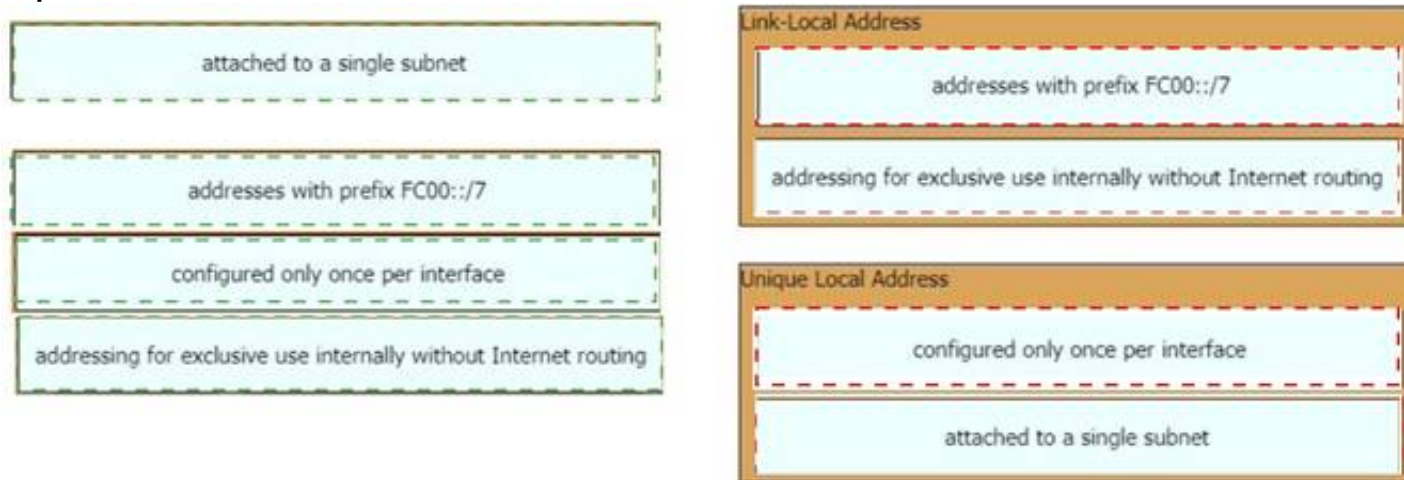 attached to a single subnet
addresses with prefix FC00::/7
configured only once per interface
addressing for exclusive use internally without Internet routing
Link-Local Address
addresses with prefix FC00::/7
addressing for exclusive use internally without Internet routing
Unique Local Address
configured only once per interface
attached to a single subnet